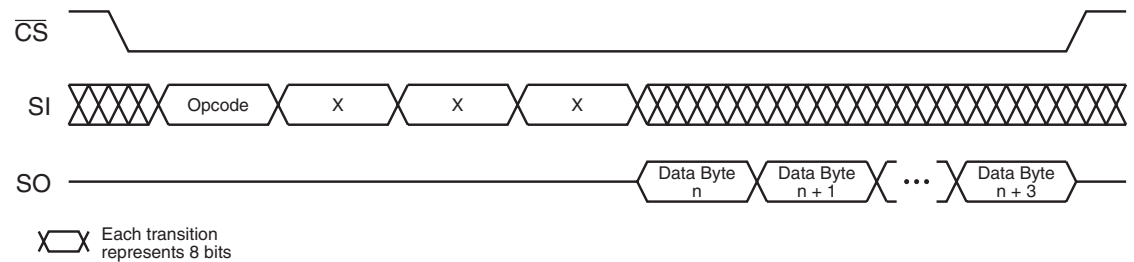 CS
SI
Opcode
X
X
X
SO
Data Byte
n
Data Byte
n + 1
•••
Data Byte
n + 3
Each transition
represents 8 bits